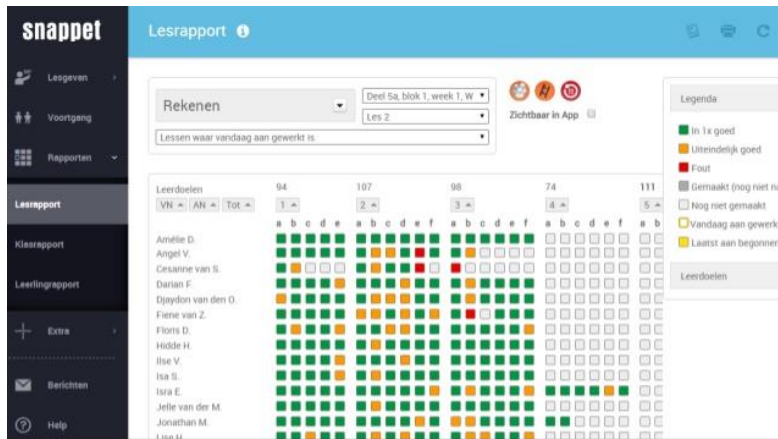 snappet
Lesrapport
Lesgeven
Voortgang
Rapporten
Lesrapport
Klasrapport
Leerlingrapport
Extra
Berichten
Help
Rekenen
Deel 5a, blok 1, week 1, W
Les 2
Lessen waar vandaag aan gewerkt is
Zichtbaar in App
Legenda
In 1x goed
Uiteindelijk goed
Fout
Gemaakt (nog niet na
Nog niet gemaakt
Vandaag aan gewerk
Laatst aan begonnen
Leerdoelen
Leerdoelen 94 107 98 74 111
VN AN Tot 1 2 3 4 5
a b c d e a b c d e f a b c d e f a b c d e f a b
Amélie D.
Angel V.
Cesanne van S.
Darian F.
Djaydon van den O.
Fiene van Z.
Floris D.
Hidde H.
Ilse V.
Isa S.
Isra E.
Jelle van der M.
Jonathan M.
Lise H.